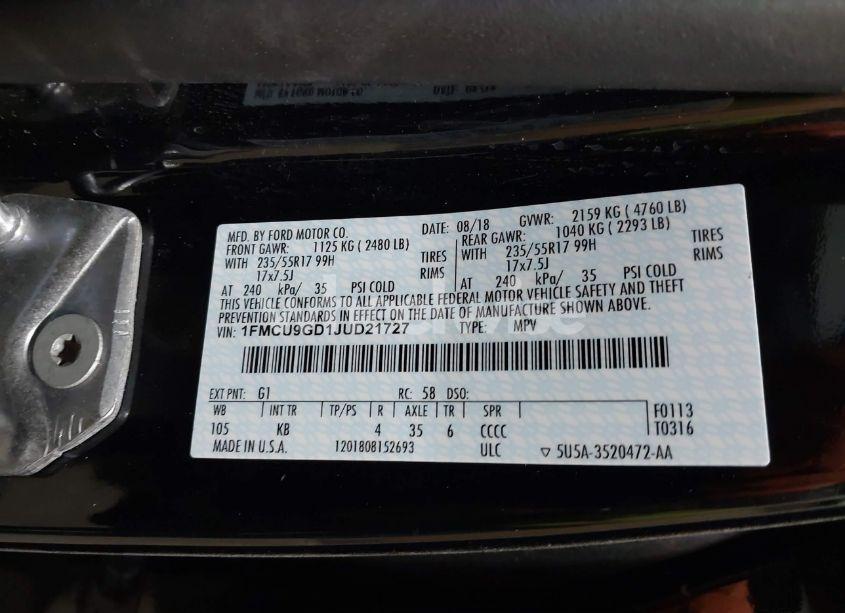 MFD. BY FORD MOTOR CO. DATE: 08/18 GVWR: 2159 KG ( 4760 LB)
FRONT GAWR: 1125 KG ( 2480 LB) REAR GAWR: 1040 KG ( 2293 LB)
WITH 235/55R17 99H TIRES WITH 235/55R17 99H TIRES
17x7.5J RIMS 17x7.5J RIMS
AT 240 kPa/ 35 PSI COLD AT 240 kPa/ 35 PSI COLD
THIS VEHICLE CONFORMS TO ALL APPLICABLE FEDERAL MOTOR VEHICLE SAFETY AND THEFT
PREVENTION STANDARDS IN EFFECT ON THE DATE OF MANUFACTURE SHOWN ABOVE.
VIN: 1FMCU9GD1JUD21727 TYPE: MPV
EXT PNT: G1 RC: 58 DSO:
WB INT TR TP/PS R AXLE TR SPR F0113
105 KB 4 35 6 CCCC T0316
MADE IN U.S.A. 1201808152693 ULC ▽ 5U5A-3520472-AA